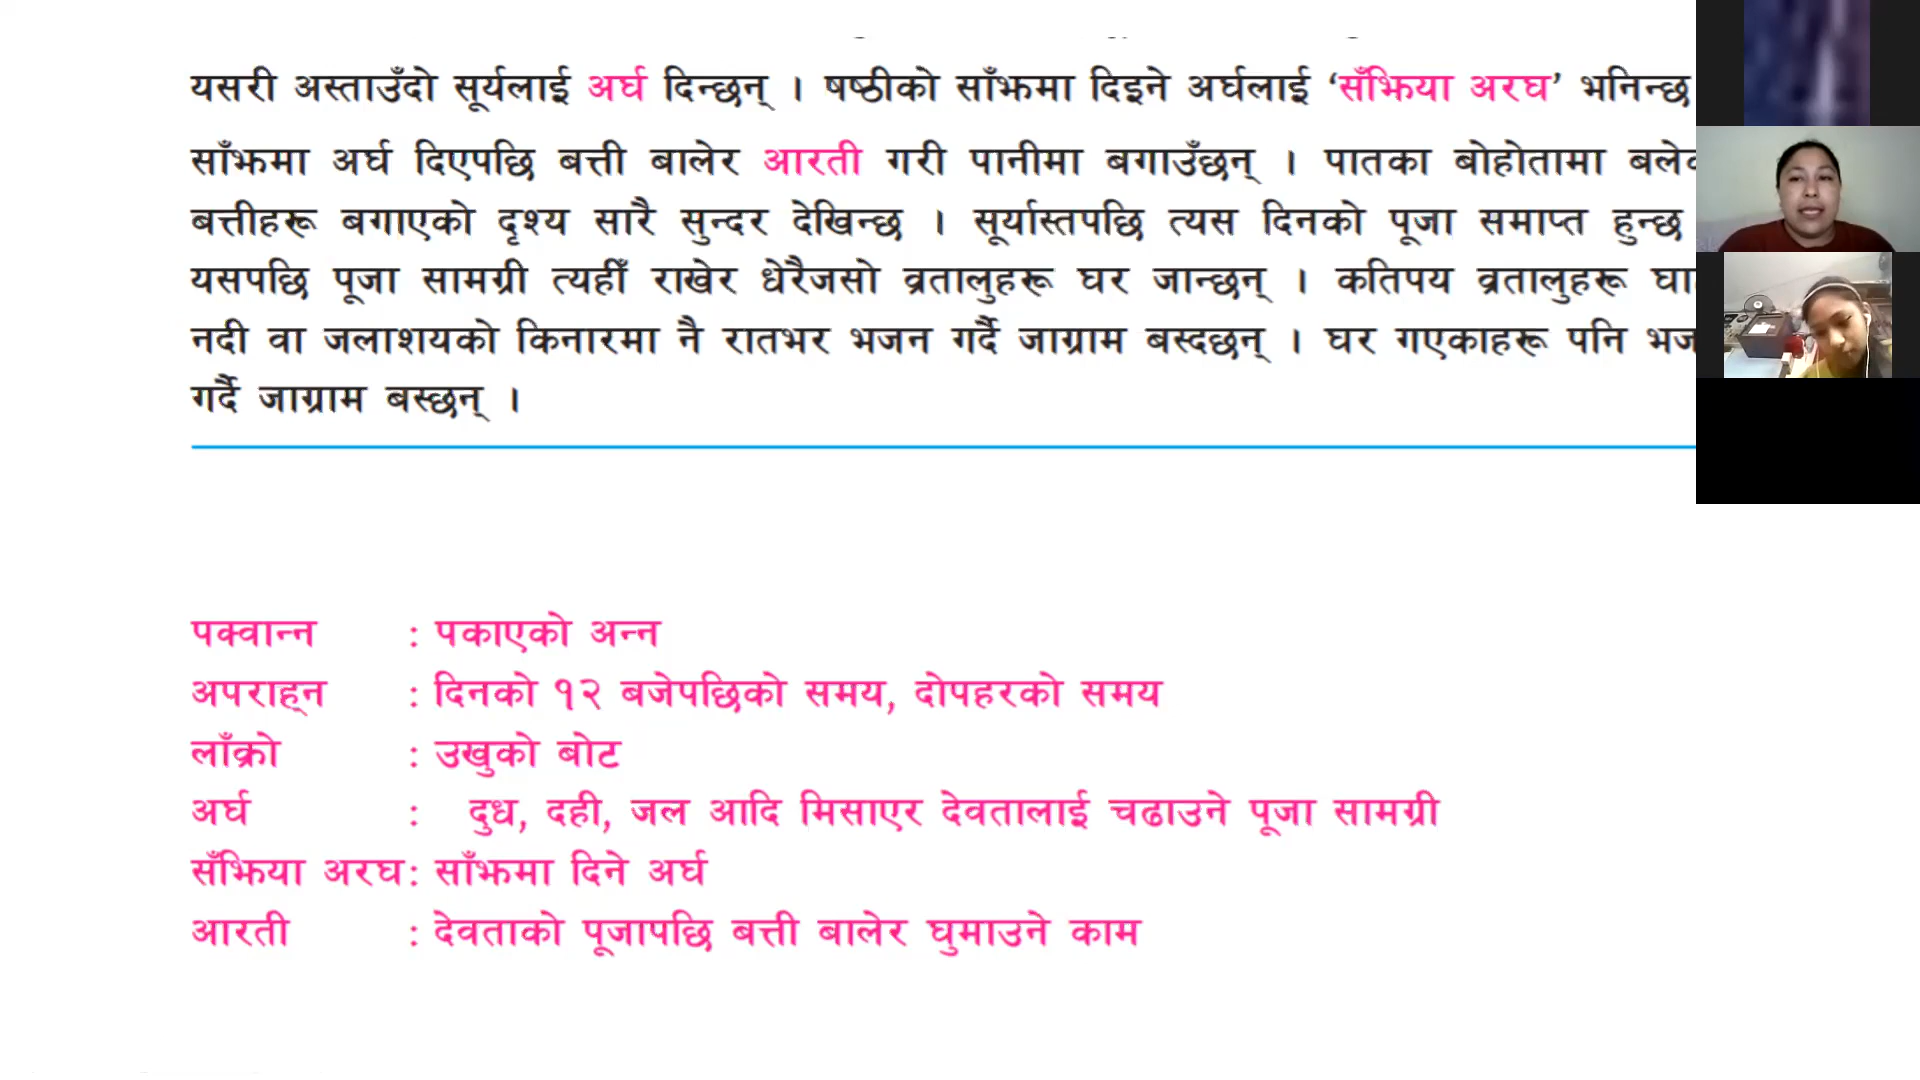 यसरी अस्ताउँदो सूर्यलाई अर्घ दिन्छन् । षष्ठीको साँझमा दिइने अर्घलाई ‘सँझिया अरघ’ भनिन्छ
साँझमा अर्घ दिएपछि बत्ती बालेर आरती गरी पानीमा बगाउँछन् । पातका बोहोतामा
बत्तीहरू बगाएको दृश्य सारै सुन्दर देखिन्छ । सूर्यास्तपछि त्यस दिनको पूजा समाप्त हुन्छ
यसपछि पूजा सामग्री त्यहीँ राखेर धेरैजसो व्रतालुहरू घर जान्छन् । कतिपय व्रतालुहरू
नदी वा जलाशयको किनारमा नै रातभर भजन गर्दै जाग्राम बस्दछन् । घर गएकाहरू पनि
गर्दै जाग्राम बस्छन् ।
पक्वान्न : पकाएको अन्न
अपराह्‌न : दिनको १२ बजेपछिको समय, दोपहरको समय
लाँक्रो : उखुको बोट
अर्घ : दुध, दही, जल आदि मिसाएर देवतालाई चढाउने पूजा सामग्री
सँझिया अरघ: साँझमा दिने अर्घ
आरती : देवताको पूजापछि बत्ती बालेर घुमाउने काम